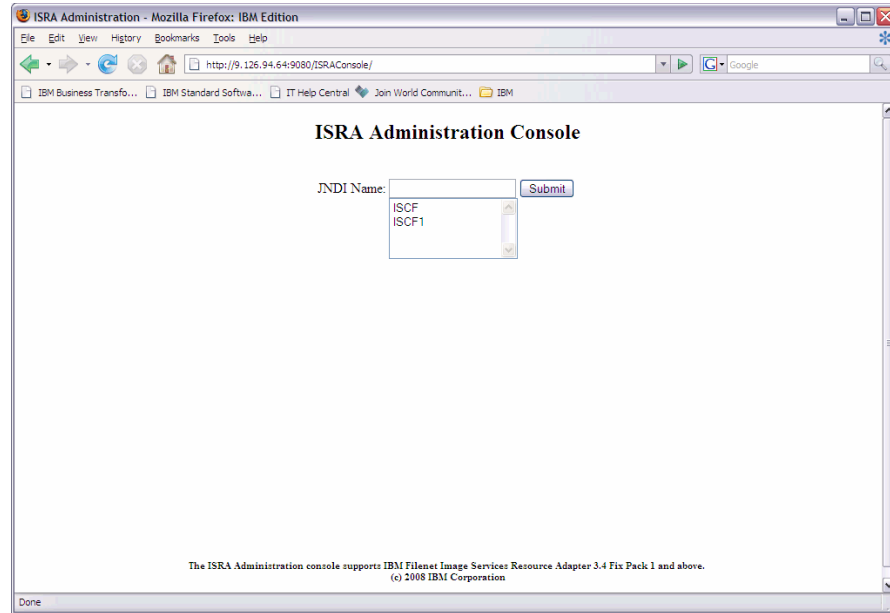 ISRA Administration - Mozilla Firefox: IBM Edition
File Edit View History Bookmarks Tools Help
http://9.126.94.64:9080/ISRAConsole/
G Google
IBM Business Transfo... IBM Standard Softwa... IT Help Central Join World Communit... IBM
ISRA Administration Console
JNDI Name: Submit
ISCF
ISCF1
The ISRA Administration console supports IBM Filenet Image Services Resource Adapter 3.4 Fix Pack 1 and above.
(c) 2008 IBM Corporation
Done